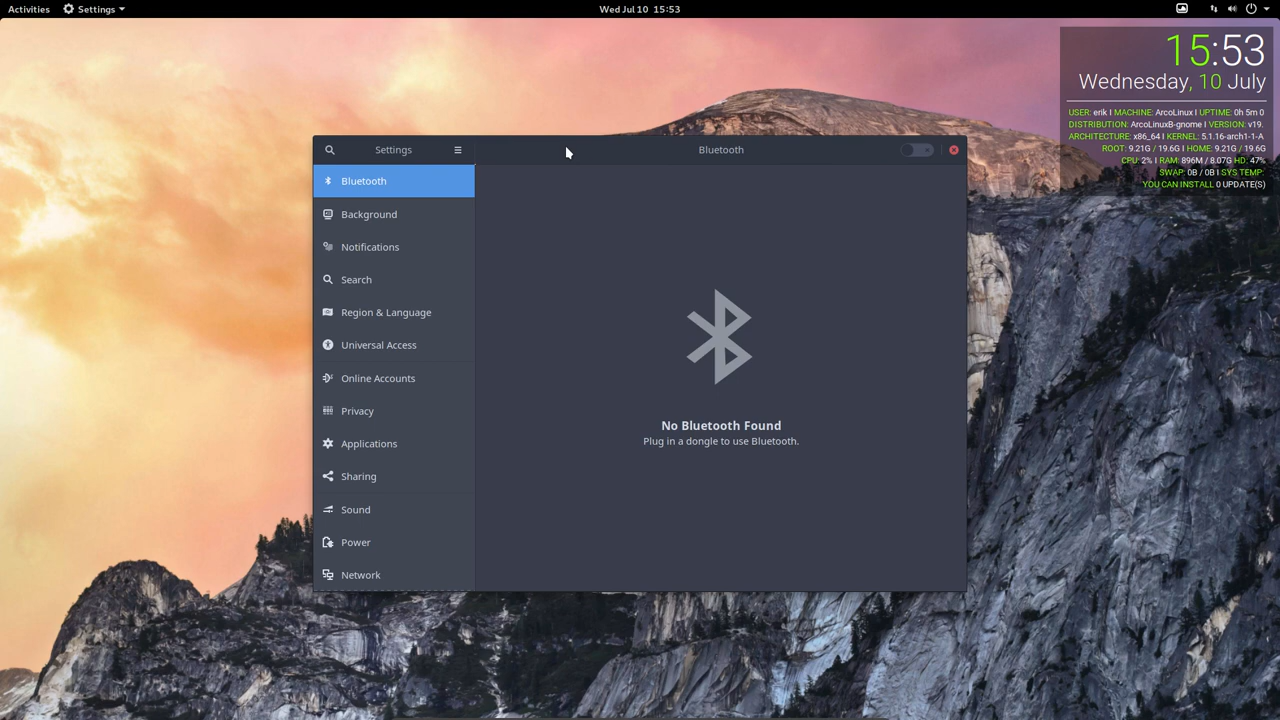 Activities Settings Wed Jul 10 15:53
15:53
Wednesday, 10 July
USER: erik I MACHINE: ArcoLinux I UPTIME: 0h 5m 0
DISTRIBUTION: ArcoLinuxB-gnome I VERSION: v19.
ARCHITECTURE: x86_64 I KERNEL: 5.1.16-arch1-1-A
ROOT: 9.21G / 19.6G I HOME: 9.21G / 19.6G
CPU: 2% I RAM: 896M / 8.07G HD: 47%
SWAP: 0B / 0B I SYS TEMP:
YOU CAN INSTALL 0 UPDATE(S)
Settings Bluetooth
Bluetooth
Background
Notifications
Search
Region & Language
Universal Access
Online Accounts
Privacy
Applications
Sharing
Sound
Power
Network
No Bluetooth Found
Plug in a dongle to use Bluetooth.